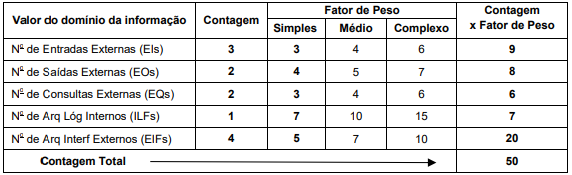 Valor do domínio da informação Contagem Fator de Peso Contagem x Fator de Peso
Simples Médio Complexo
Nº de Entradas Externas (EIs) 3 3 4 6 9
Nº de Saídas Externas (EOs) 2 4 5 7 8
Nº de Consultas Externas (EQs) 2 3 4 6 6
Nº de Arq Lóg Internos (ILFs) 1 7 10 15 7
Nº de Arq Interf Externos (EIFs) 4 5 7 10 20
Contagem Total 50